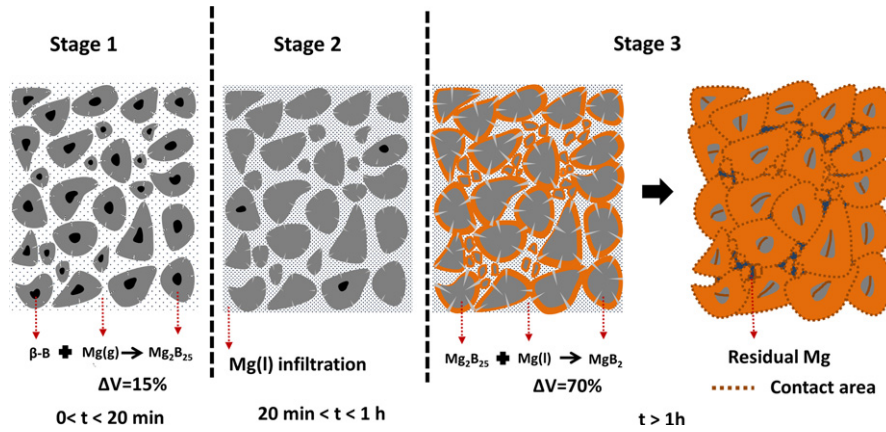 Stage 1
Stage 2
Stage 3
β-B + Mg(g) → Mg₂B₂₅
ΔV=15%
0< t < 20 min
Mg(l) infiltration
20 min < t < 1 h
Mg₂B₂₅ + Mg(l) → MgB₂
ΔV=70%
t > 1h
Residual Mg
Contact area